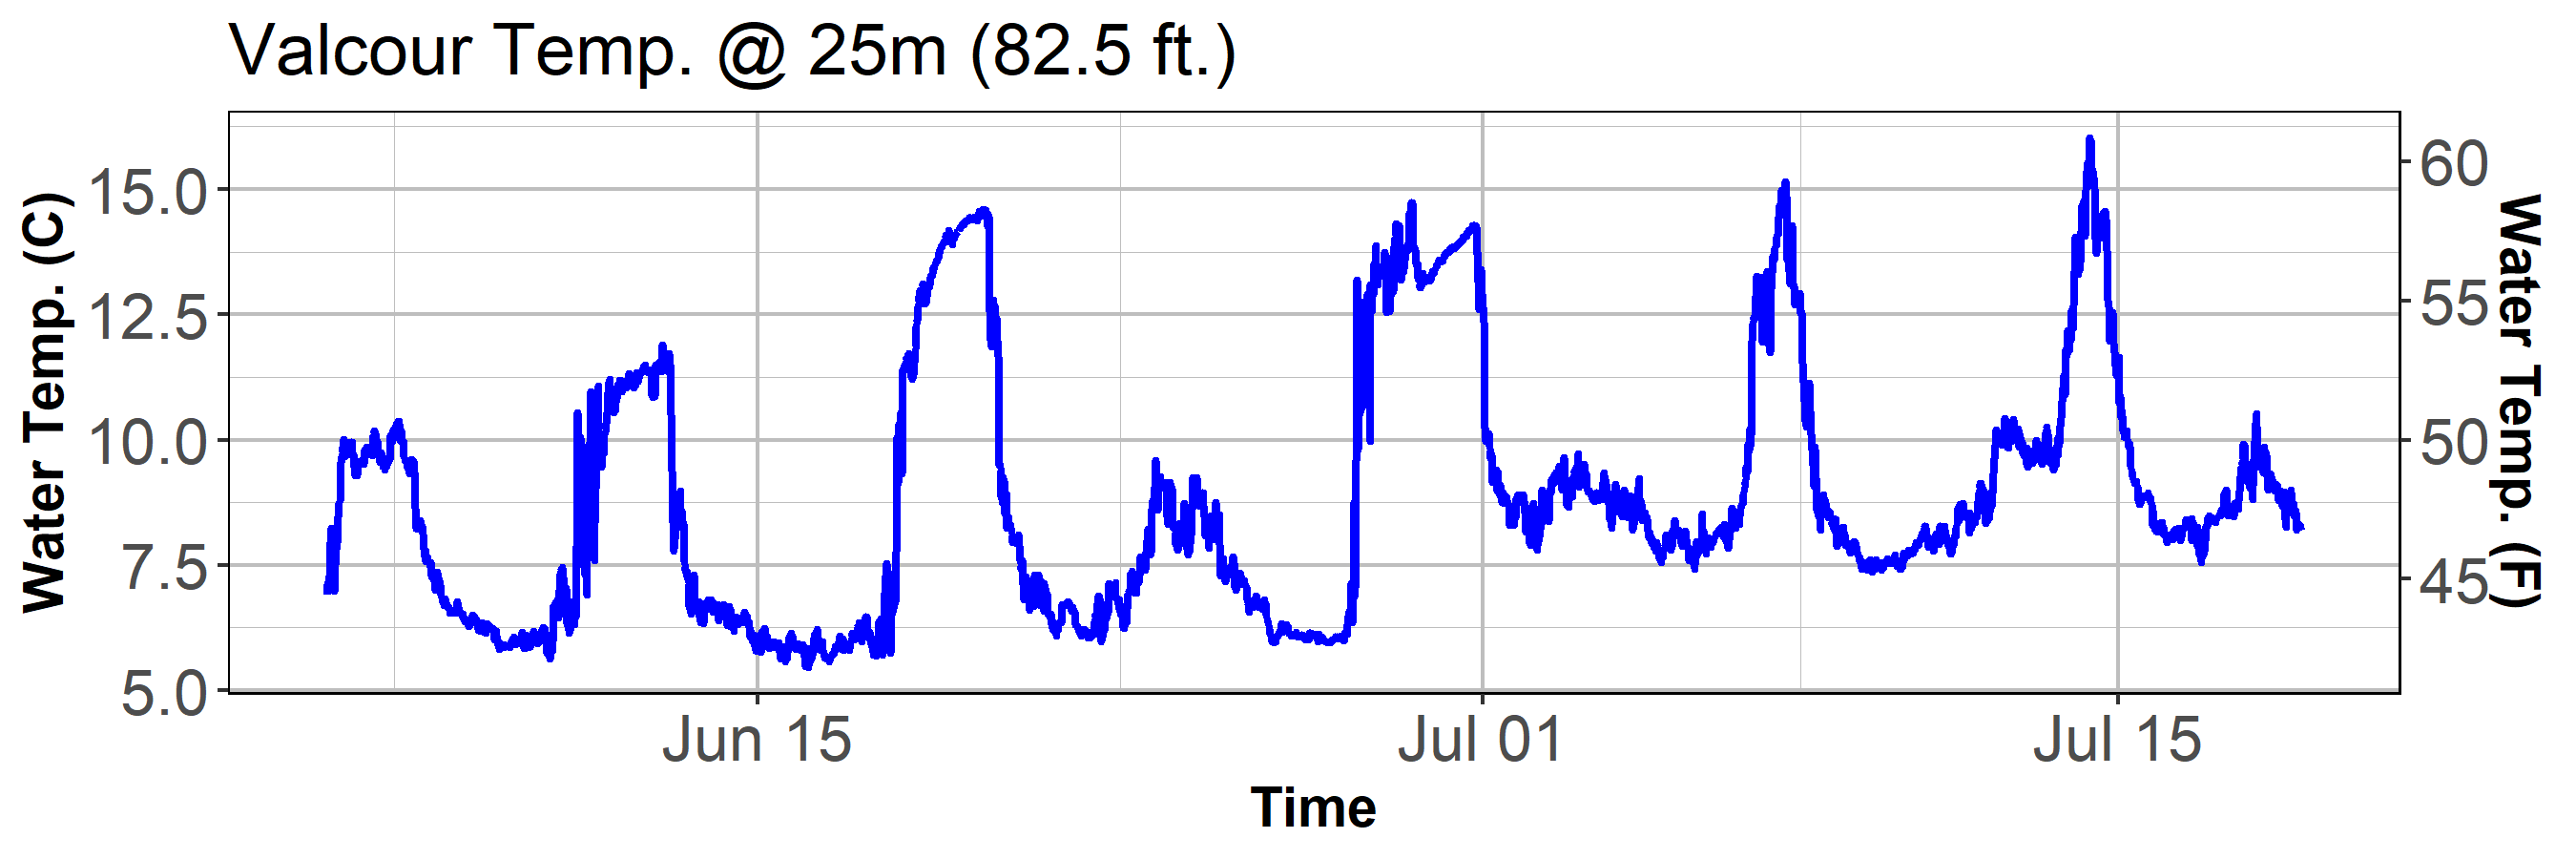 Valcour Temp. @ 25m (82.5 ft.)
Water Temp. (C)
15.0
12.5
10.0
7.5
5.0
60
55
50
45
Water Temp. (F)
Jun 15
Jul 01
Jul 15
Time